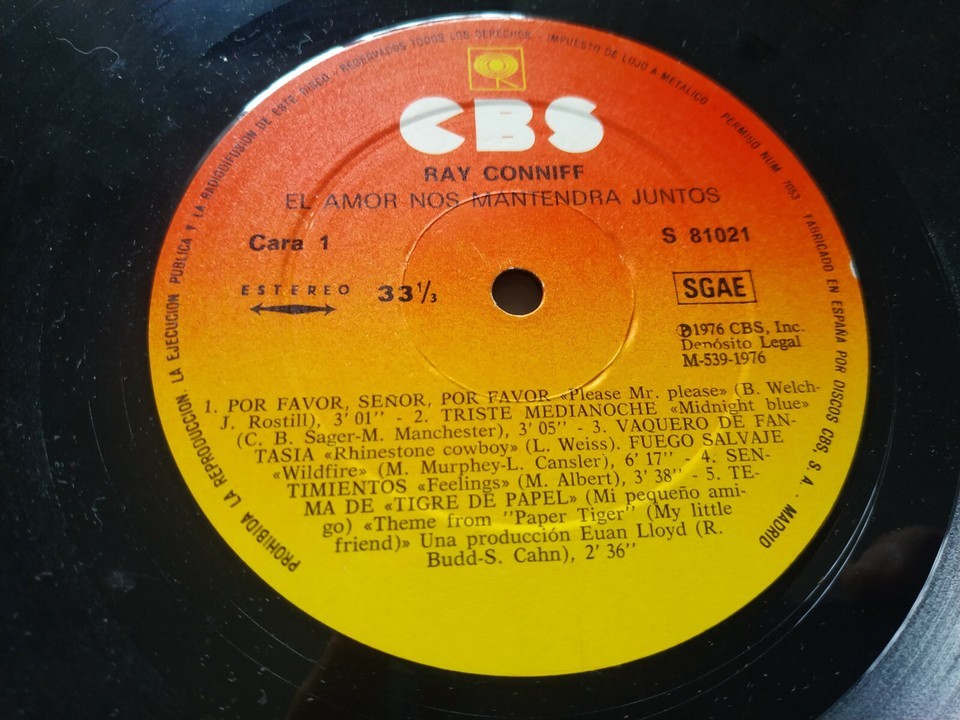 PROHIBIDA LA REPRODUCCION. LA EJECUCION PUBLICA Y LA RADIODIFUSION DE ESTE DISCO - RESERVADOS TODOS LOS DERECHOS - IMPUESTO DE LUJO A METALICO - PERMISO NUM 7053 FABRICADO EN ESPAÑA POR DISCOS CBS, S. A.. MADRID
CBS
RAY CONNIFF
EL AMOR NOS MANTENDRA JUNTOS
Cara 1
S 81021
ESTEREO
33 1/3
SGAE
℗1976 CBS, Inc.
Depósito Legal
M-539-1976
1. POR FAVOR, SEÑOR, POR FAVOR «Please Mr. please» (B. Welch-
J. Rostill), 3' 01'' - 2. TRISTE MEDIANOCHE «Midnight blue»
(C. B. Sager-M. Manchester), 3' 05'' - 3. VAQUERO DE FAN-
TASIA «Rhinestone cowboy» (L. Weiss). FUEGO SALVAJE
«Wildfire» (M. Murphey-L. Cansler), 6' 17'' - 4. SEN-
TIMIENTOS «Feelings» (M. Albert), 3' 38'' - 5. TE-
MA DE «TIGRE DE PAPEL» (Mi pequeño ami-
go) «Theme from "Paper Tiger" (My little
friend)» Una producción Euan Lloyd (R.
Budd-S. Cahn), 2' 36''